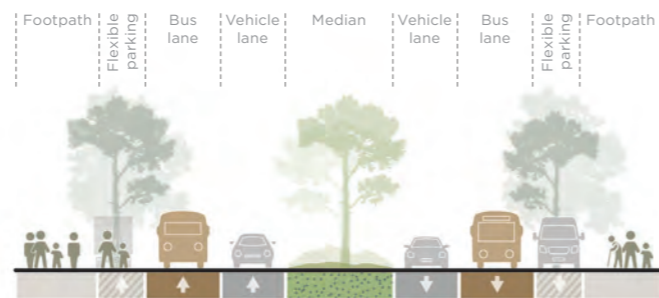 Footpath
Flexible
parking
Bus
lane
Vehicle
lane
Median
Vehicle
lane
Bus
lane
Flexible
parking
Footpath